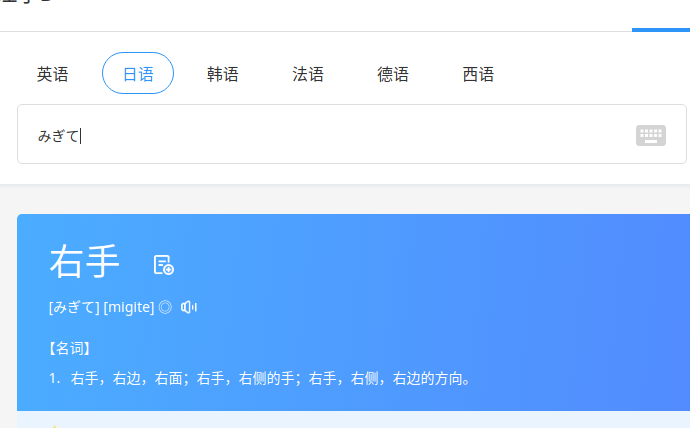 英语 日语 韩语 法语 德语 西语
みぎて
右手
[みぎて] [migite] ◎
【名词】
1. 右手，右边，右面；右手，右侧的手；右手，右侧，右边的方向。